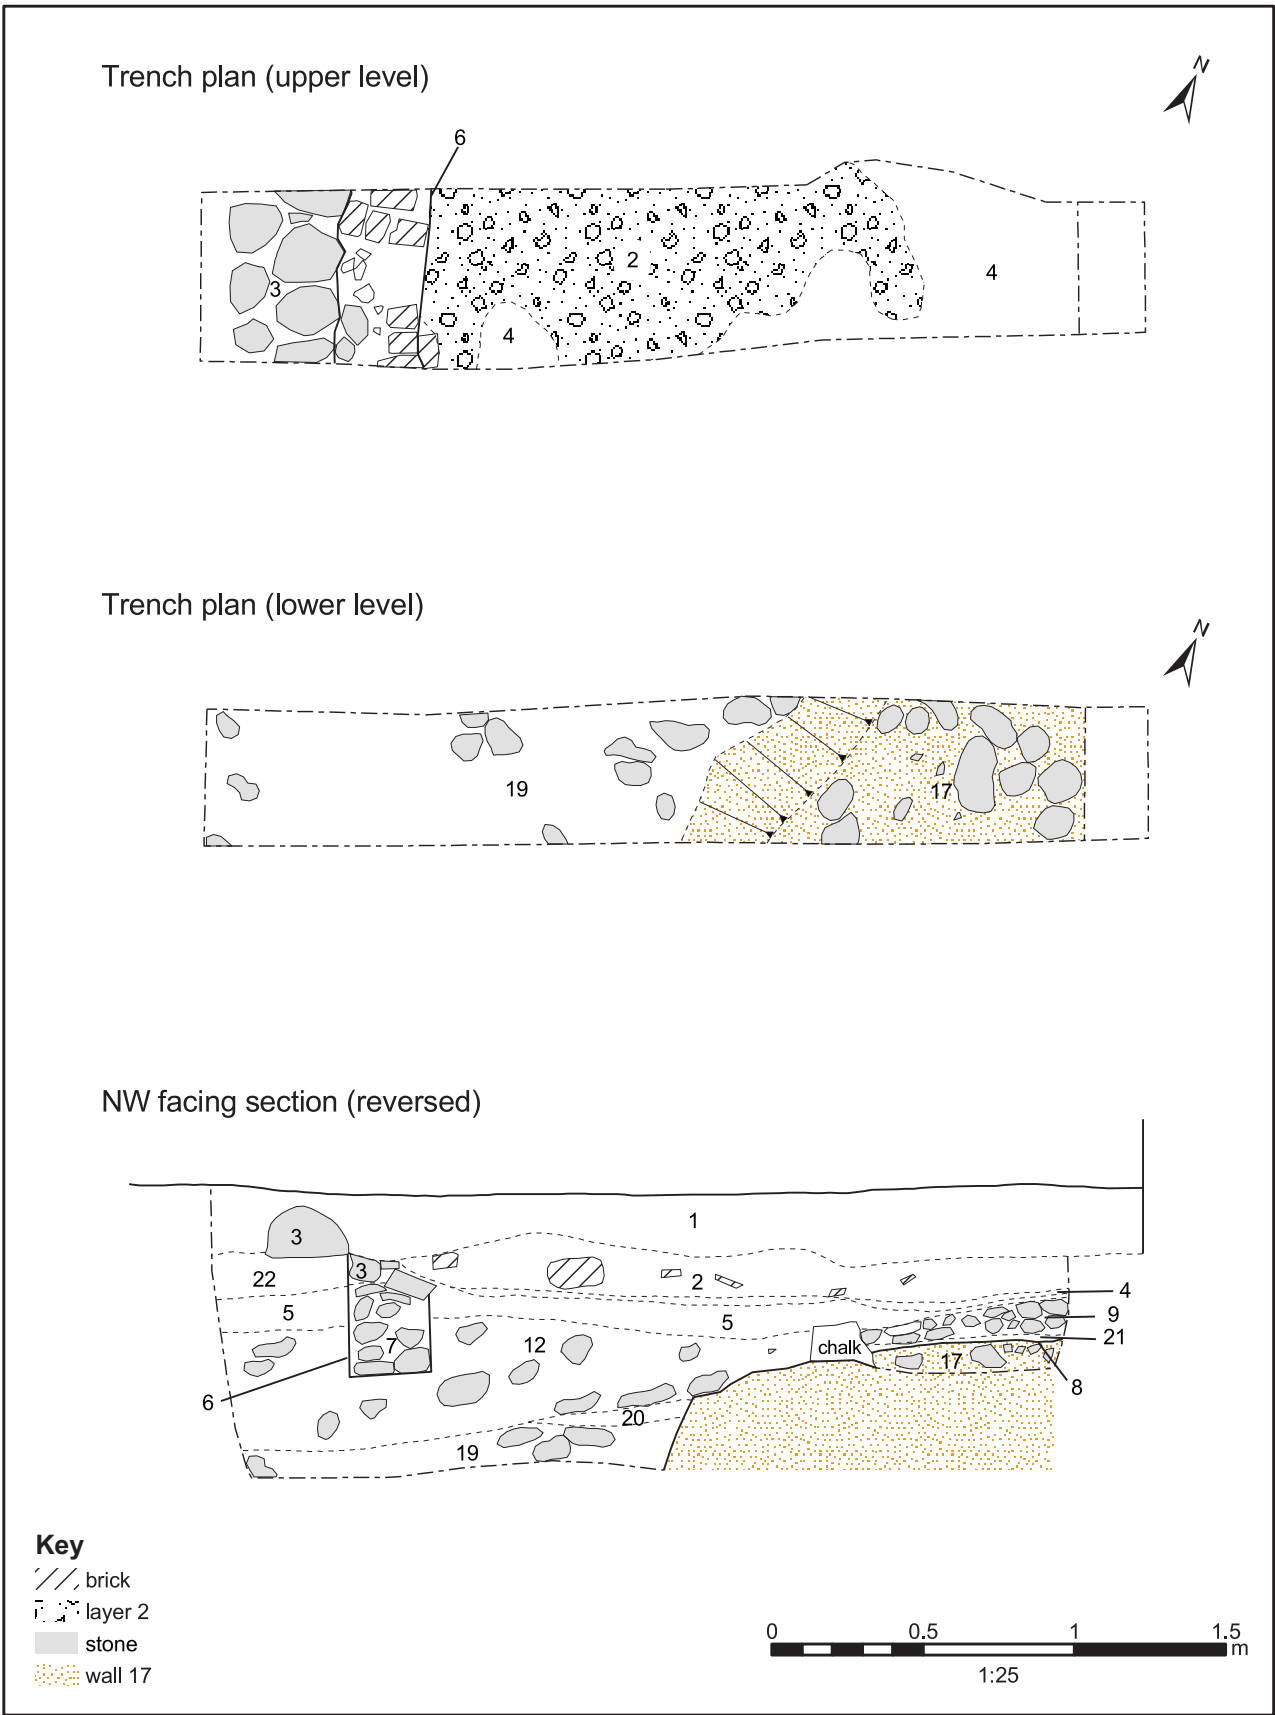 Trench plan (upper level)
N
6
2
3
4
4
Trench plan (lower level)
N
19
17
NW facing section (reversed)
1
3
3
22
2
4
5
5
9
12
21
7
chalk
17
8
6
20
19
Key
brick
layer 2
stone
wall 17
0 0.5 1 1.5
m
1:25